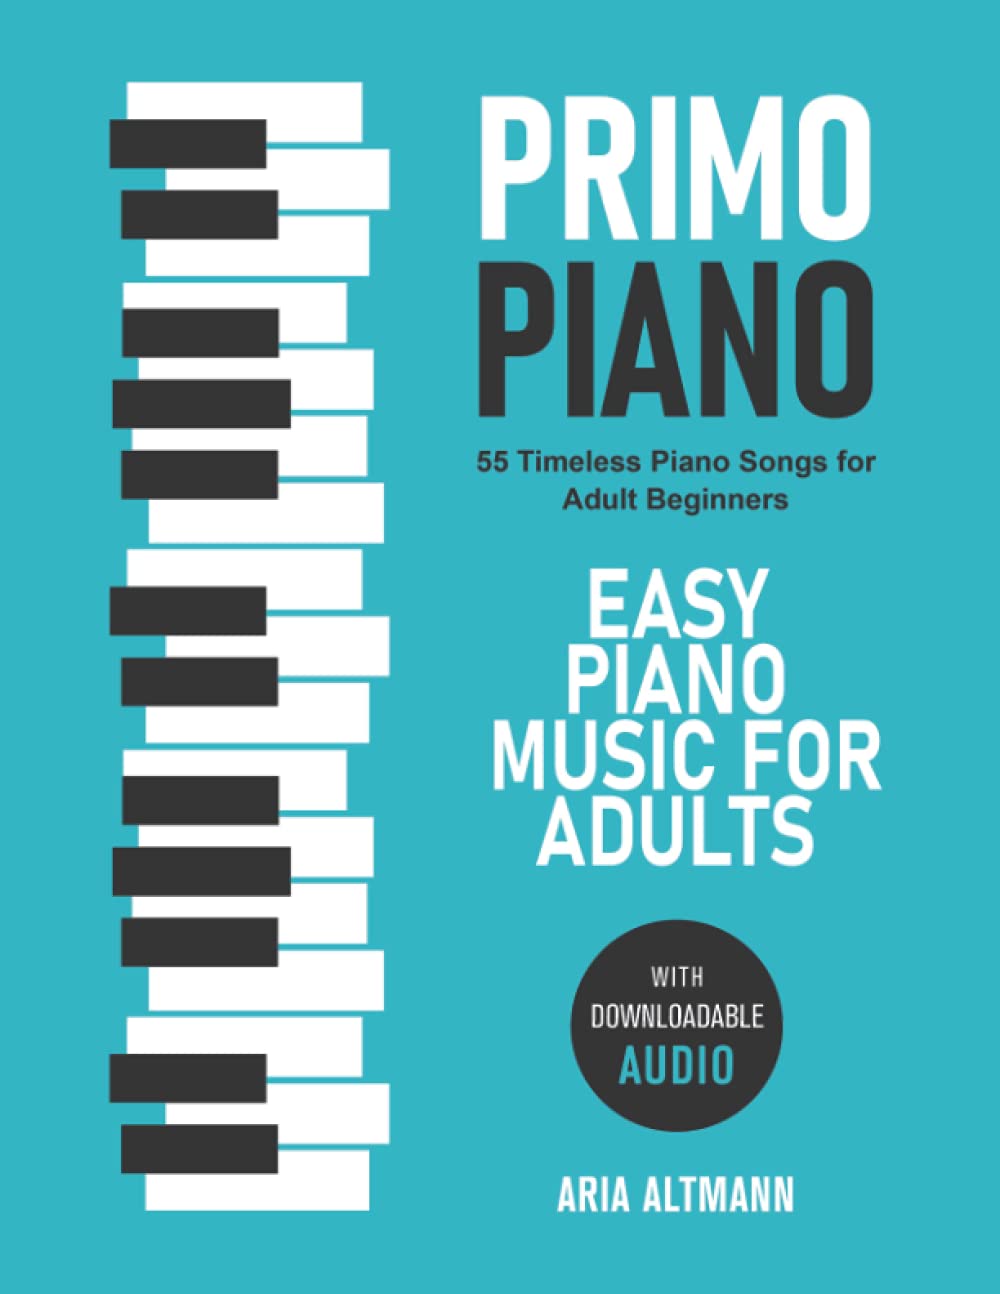 PRIMO
PIANO
55 Timeless Piano Songs for
Adult Beginners
EASY
PIANO
MUSIC FOR
ADULTS
WITH
DOWNLOADABLE
AUDIO
ARIA ALTMANN